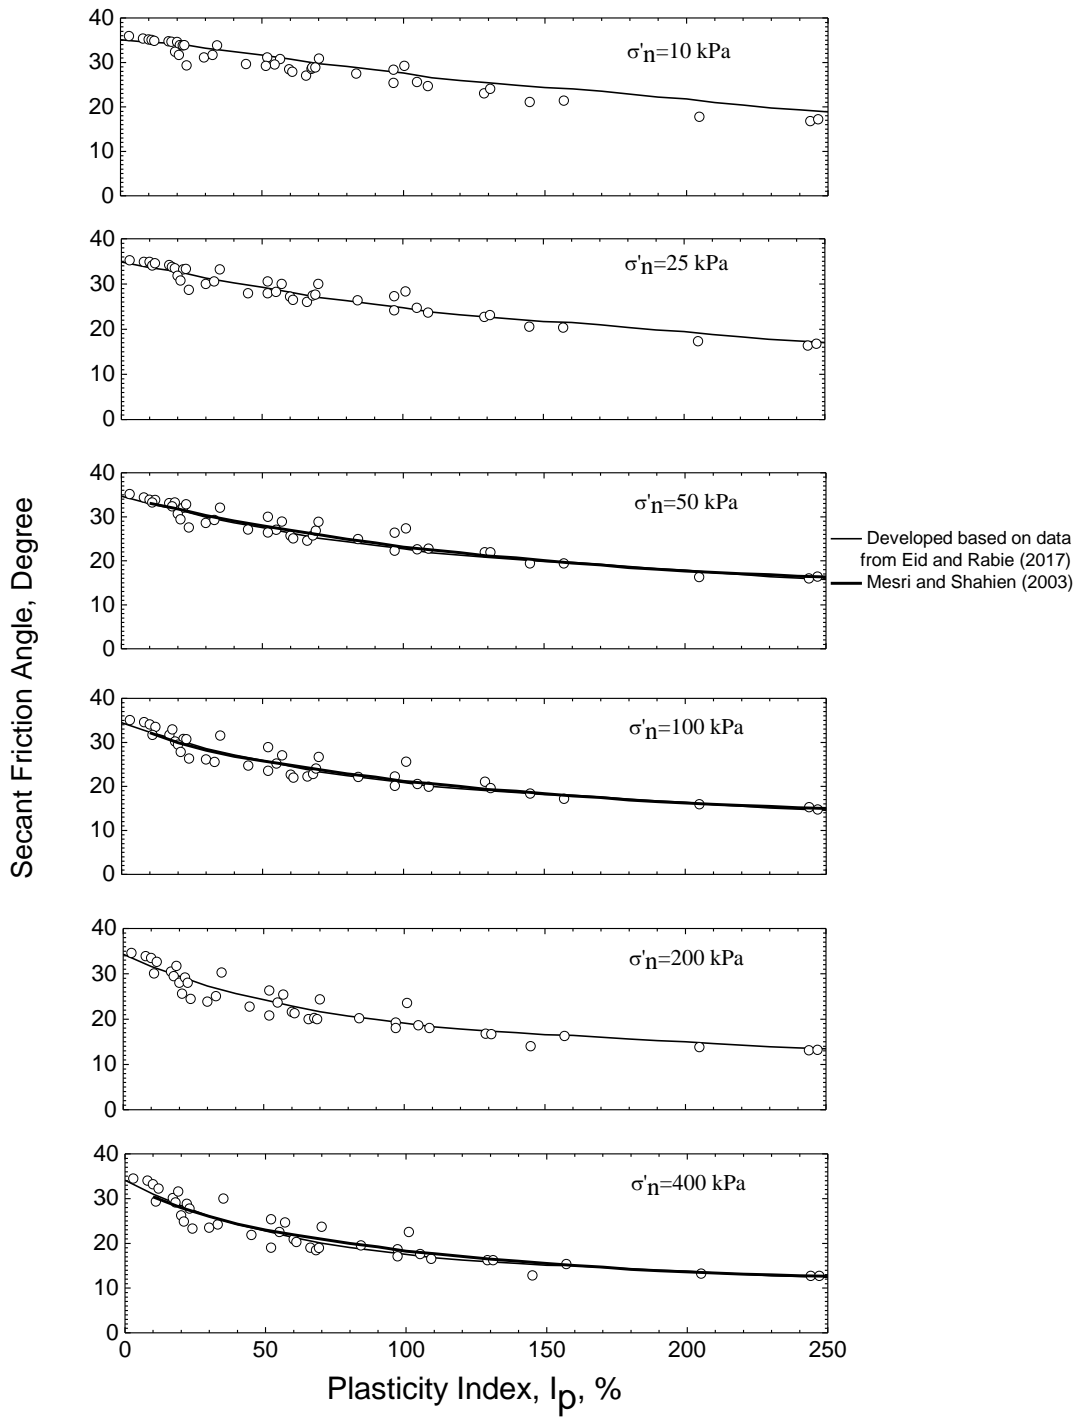 40
30
20
10
0
σ'n=10 kPa
40
30
20
10
0
σ'n=25 kPa
40
30
20
10
0
σ'n=50 kPa
Developed based on data
from Eid and Rabie (2017)
Mesri and Shahien (2003)
Secant Friction Angle, Degree
40
30
20
10
0
σ'n=100 kPa
40
30
20
10
0
σ'n=200 kPa
40
30
20
10
0
σ'n=400 kPa
0 50 100 150 200 250
Plasticity Index, Ip, %